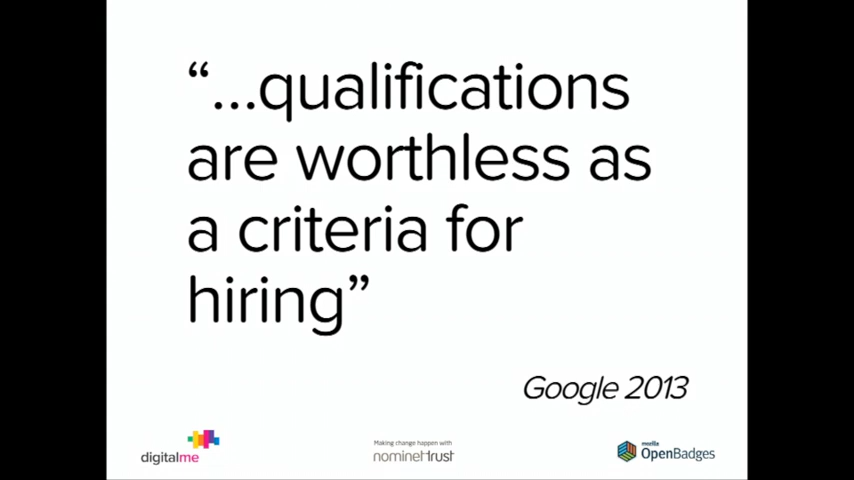 “...qualifications
are worthless as
a criteria for
hiring”
Google 2013
digitalme
Making change happen with
nominettrust
mozilla
OpenBadges